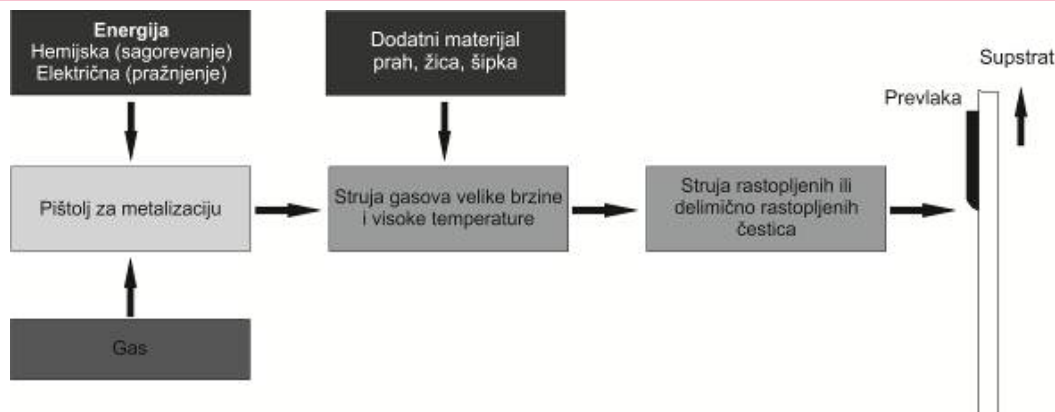 Energija
Hemijska (sagorevanje)
Električna (pražnjenje)
Dodatni materijal
prah, žica, šipka
Supstrat
Prevlaka
Pištolj za metalizaciju
Struja gasova velike brzine
i visoke temperature
Struja rastopljenih ili
delimično rastopljenih
čestica
Gas